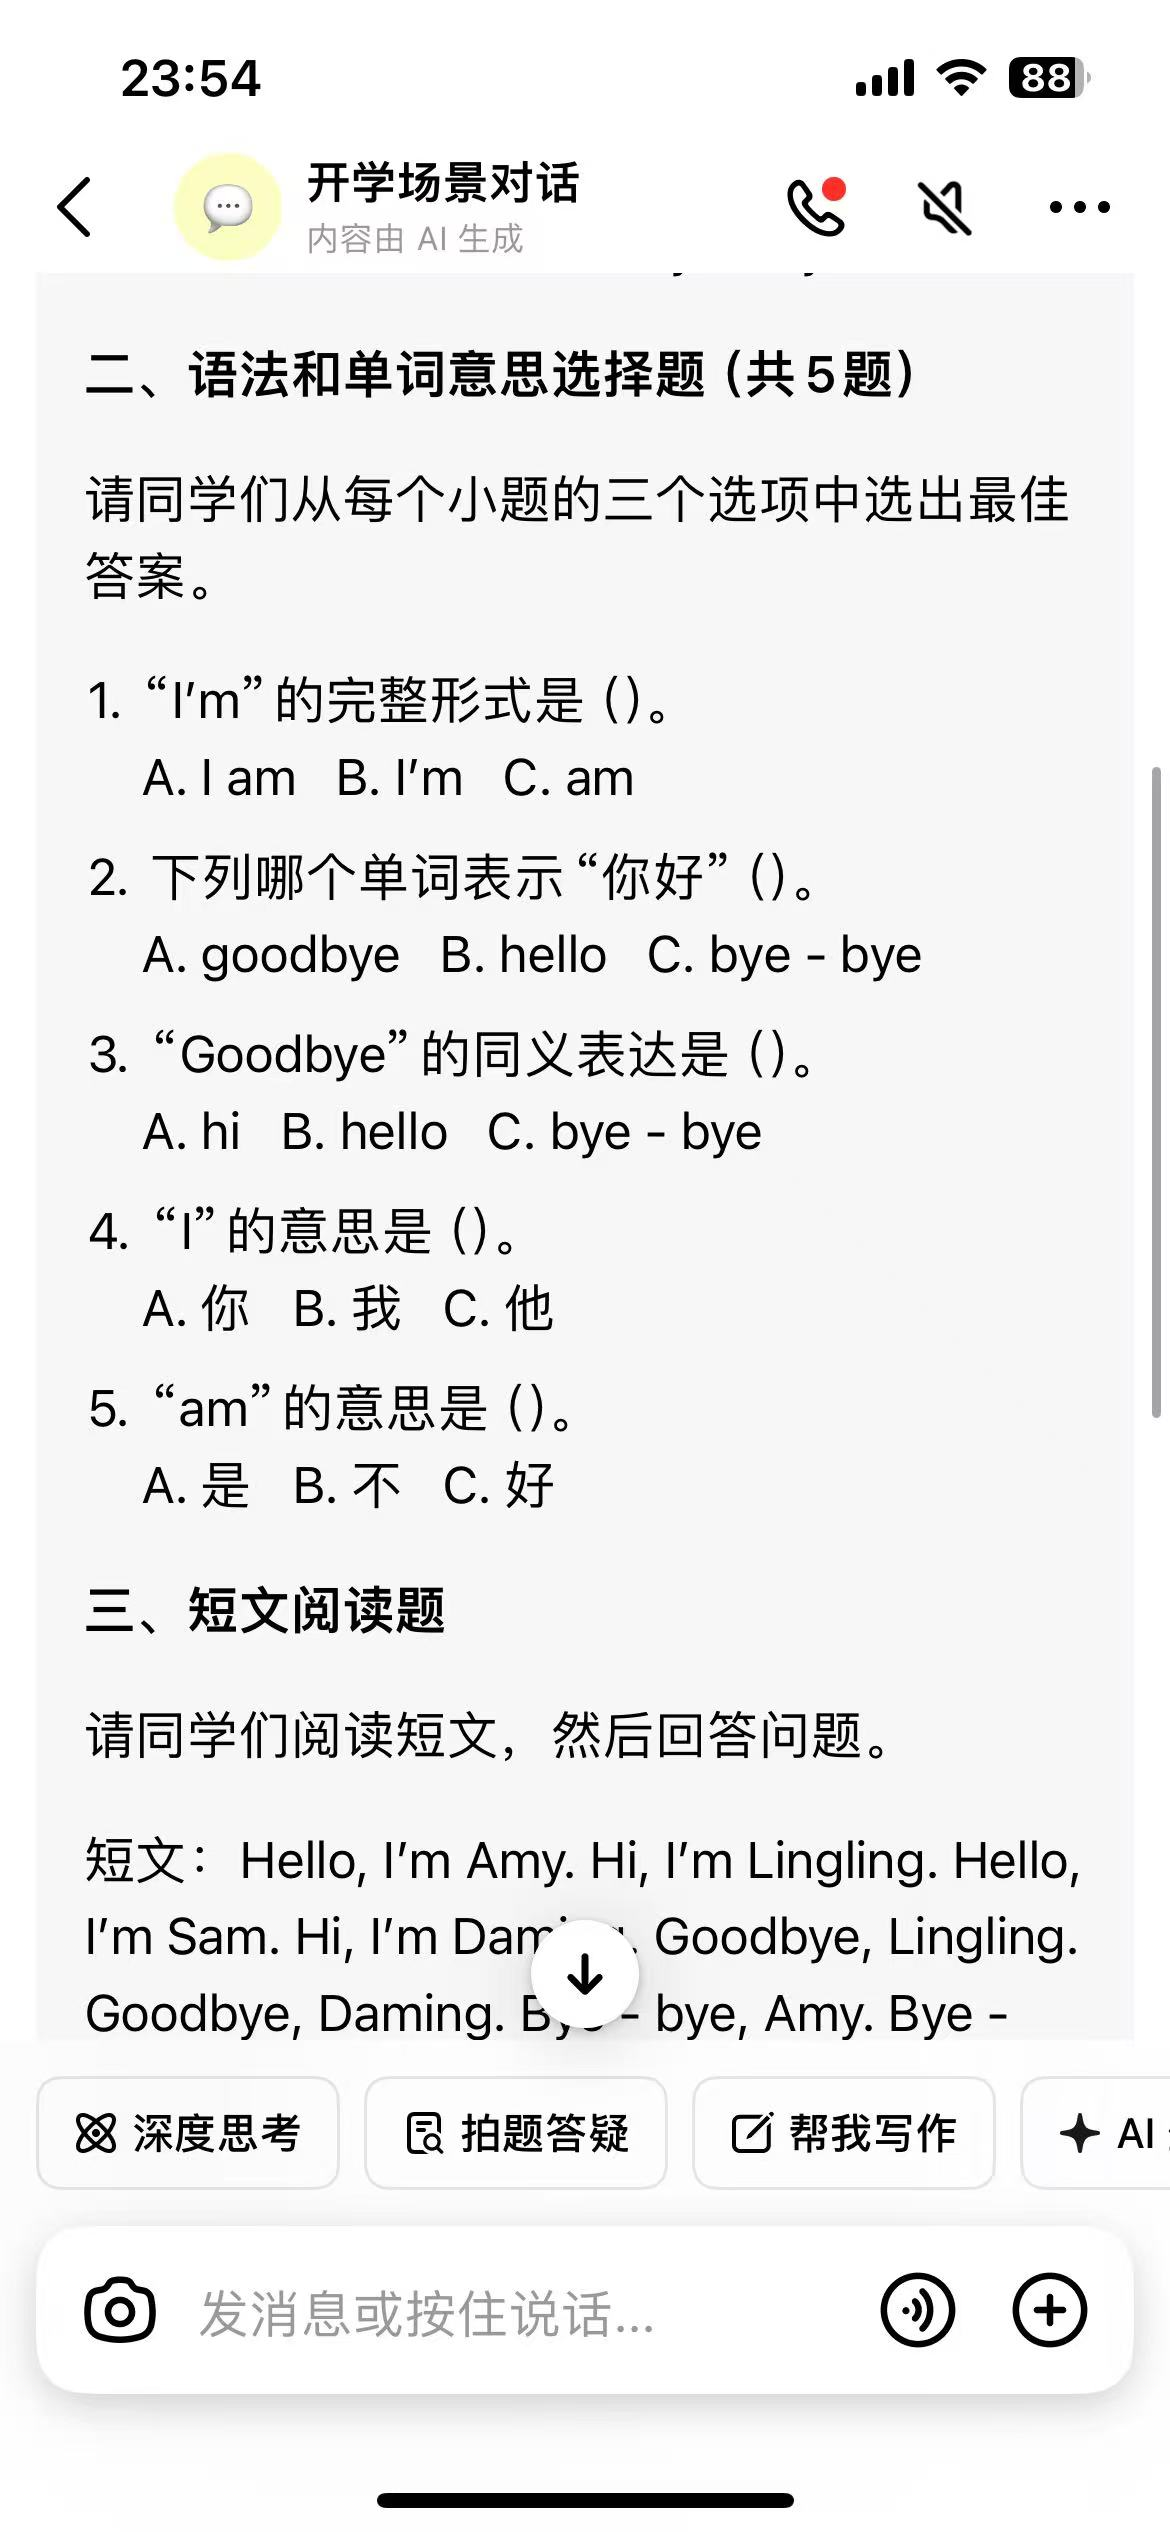 23:54
88
开学场景对话
内容由 AI 生成
二、语法和单词意思选择题（共5题）
请同学们从每个小题的三个选项中选出最佳
答案。
1. “I’m”的完整形式是 ()。
A. I am B. I’m C. am
2. 下列哪个单词表示“你好” ()。
A. goodbye B. hello C. bye - bye
3. “Goodbye”的同义表达是 ()。
A. hi B. hello C. bye - bye
4. “I”的意思是 ()。
A. 你 B. 我 C. 他
5. “am”的意思是 ()。
A. 是 B. 不 C. 好
三、短文阅读题
请同学们阅读短文，然后回答问题。
短文：Hello, I’m Amy. Hi, I’m Lingling. Hello,
I’m Sam. Hi, I’m Daming. Goodbye, Lingling.
Goodbye, Daming. Bye - bye, Amy. Bye -
深度思考
拍题答疑
帮我写作
AI
发消息或按住说话...